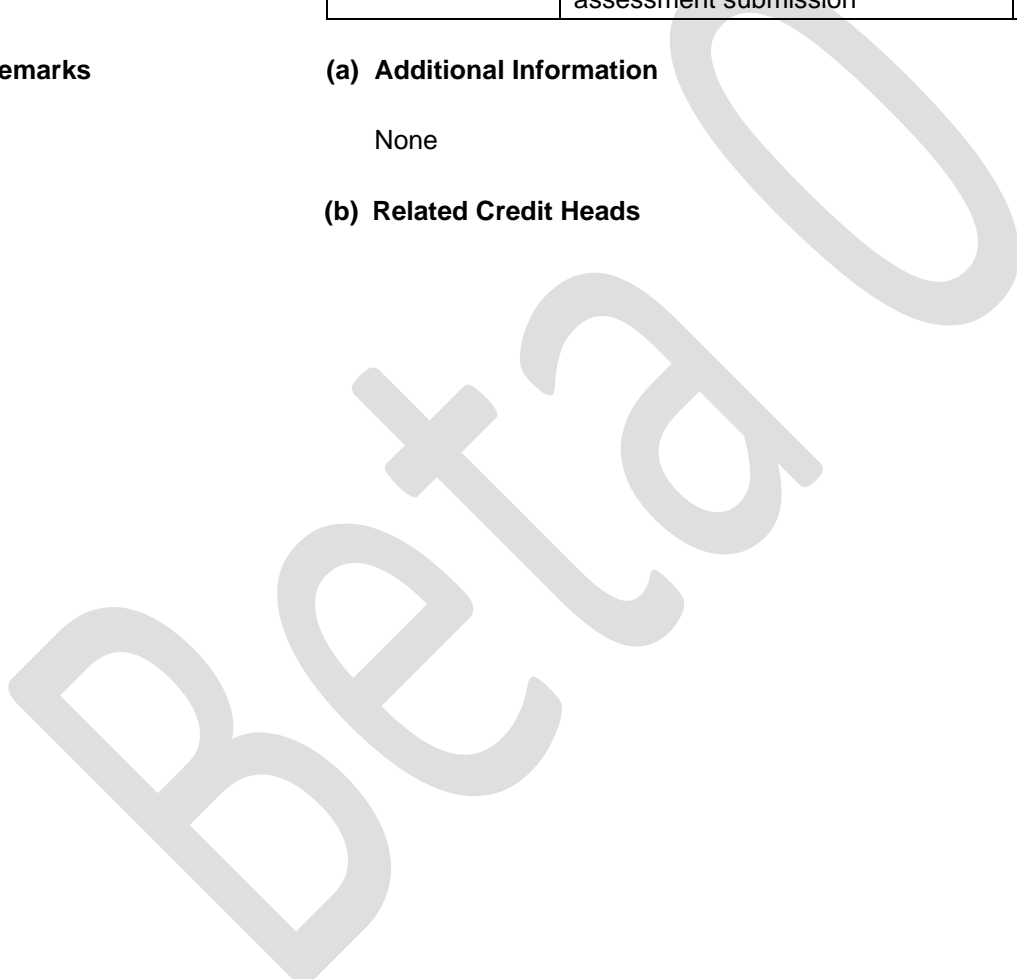 assessment submission
emarks
(a) Additional Information
None
(b) Related Credit Heads
Beta 0